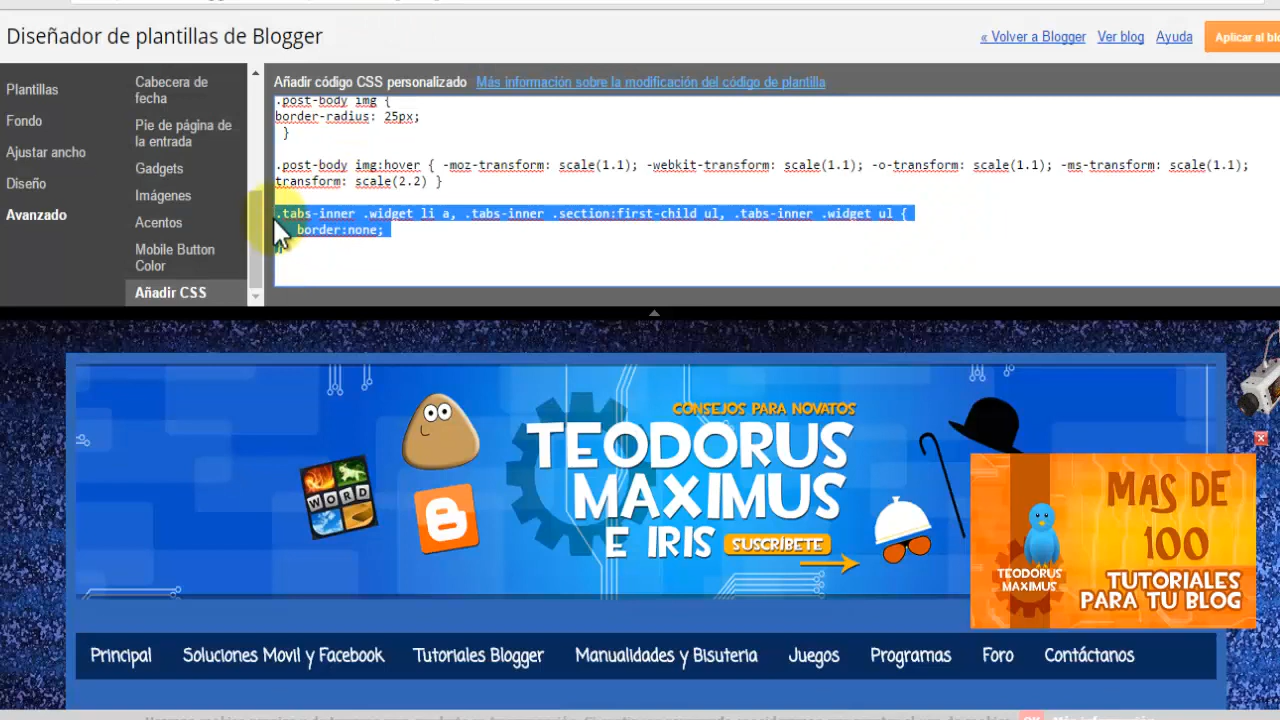 Diseñador de plantillas de Blogger
« Volver a Blogger Ver blog Ayuda Aplicar al blo
Plantillas
Fondo
Ajustar ancho
Diseño
Avanzado
Cabecera de
fecha
Pie de página de
la entrada
Gadgets
Imágenes
Acentos
Mobile Button
Color
Añadir CSS
Añadir código CSS personalizado Más información sobre la modificación del código de plantilla
.post-body img {
border-radius: 25px;
}
.post-body img:hover { -moz-transform: scale(1.1); -webkit-transform: scale(1.1); -o-transform: scale(1.1); -ms-transform: scale(1.1);
transform: scale(2.2) }
.tabs-inner .widget li a, .tabs-inner .section:first-child ul, .tabs-inner .widget ul {
border:none;
CONSEJOS PARA NOVATOS
TEODORUS
MAXIMUS
E IRIS SUSCRÍBETE
WORD
MAS DE
100
TUTORIALES
PARA TU BLOG
TEODORUS
MAXIMUS
Principal Soluciones Movil y Facebook Tutoriales Blogger Manualidades y Bisuteria Juegos Programas Foro Contáctanos